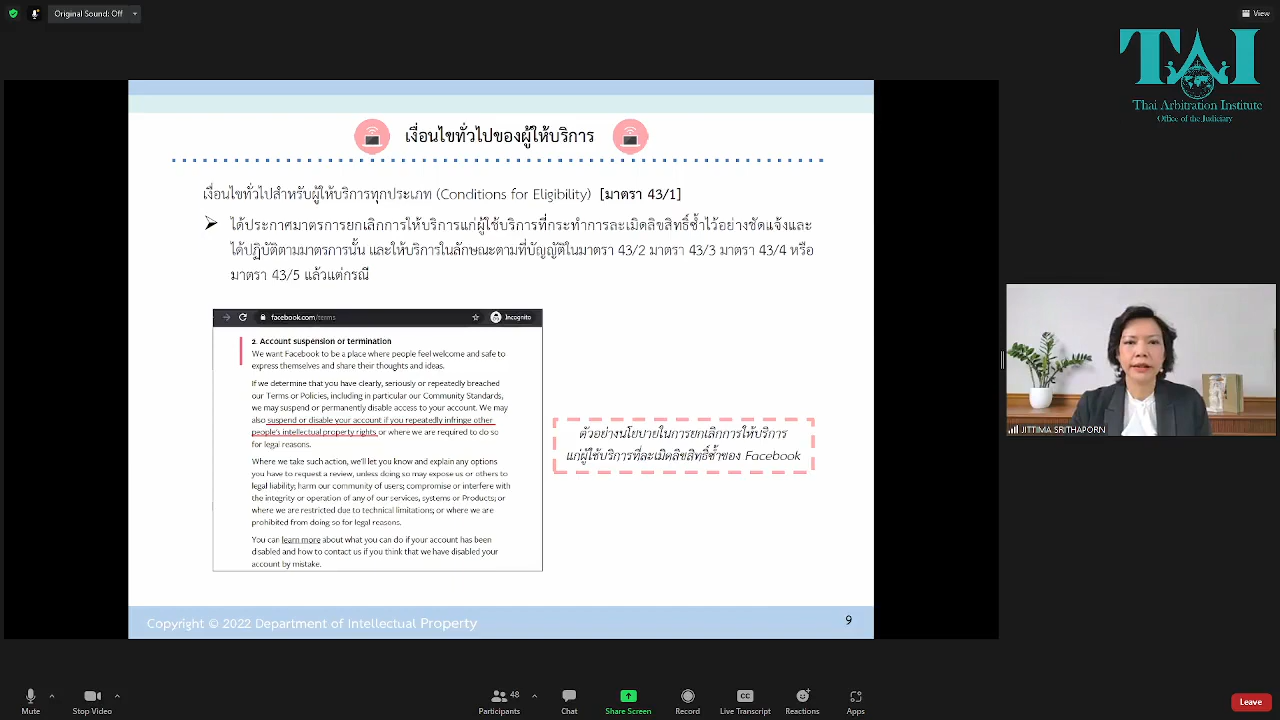 Original Sound: Off
View
TAI
Thai Arbitration Institute
Office of the Judiciary
เงื่อนไขทั่วไปของผู้ให้บริการ
เงื่อนไขทั่วไปสำหรับผู้ให้บริการทุกประเภท (Conditions for Eligibility) [มาตรา 43/1]
ได้ประกาศมาตรการยกเลิกการให้บริการแก่ผู้ใช้บริการที่กระทำการละเมิดลิขสิทธิ์ซ้ำไว้อย่างชัดแจ้งและ
ได้ปฏิบัติตามมาตรการนั้น และให้บริการในลักษณะตามที่บัญญัติในมาตรา 43/2 มาตรา 43/3 มาตรา 43/4 หรือ
มาตรา 43/5 แล้วแต่กรณี
facebook.com/terms
Incognito
2. Account suspension or termination
We want Facebook to be a place where people feel welcome and safe to
express themselves and share their thoughts and ideas.
If we determine that you have clearly, seriously or repeatedly breached
our Terms or Policies, including in particular our Community Standards,
we may suspend or permanently disable access to your account. We may
also suspend or disable your account if you repeatedly infringe other
people's intellectual property rights or where we are required to do so
for legal reasons.
Where we take such action, we'll let you know and explain any options
you have to request a review, unless doing so may expose us or others to
legal liability; harm our community of users; compromise or interfere with
the integrity or operation of any of our services, systems or Products; or
where we are restricted due to technical limitations; or where we are
prohibited from doing so for legal reasons.
You can learn more about what you can do if your account has been
disabled and how to contact us if you think that we have disabled your
account by mistake.
ตัวอย่างนโยบายในการยกเลิกการให้บริการ
แก่ผู้ใช้บริการที่ละเมิดลิขสิทธิ์ซ้ำของ Facebook
JITTIMA SRITHAPORN
Copyright © 2022 Department of Intellectual Property
9
Mute
Stop Video
48
Participants
Chat
Share Screen
Record
CC
Live Transcript
Reactions
Apps
Leave